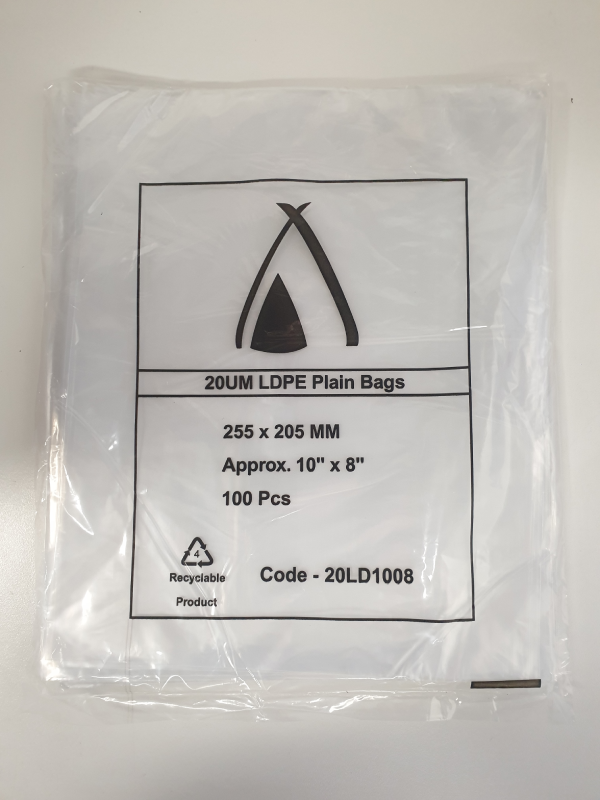 20UM LDPE Plain Bags
255 x 205 MM
Approx. 10" x 8"
100 Pcs
4
Recyclable
Product
Code - 20LD1008